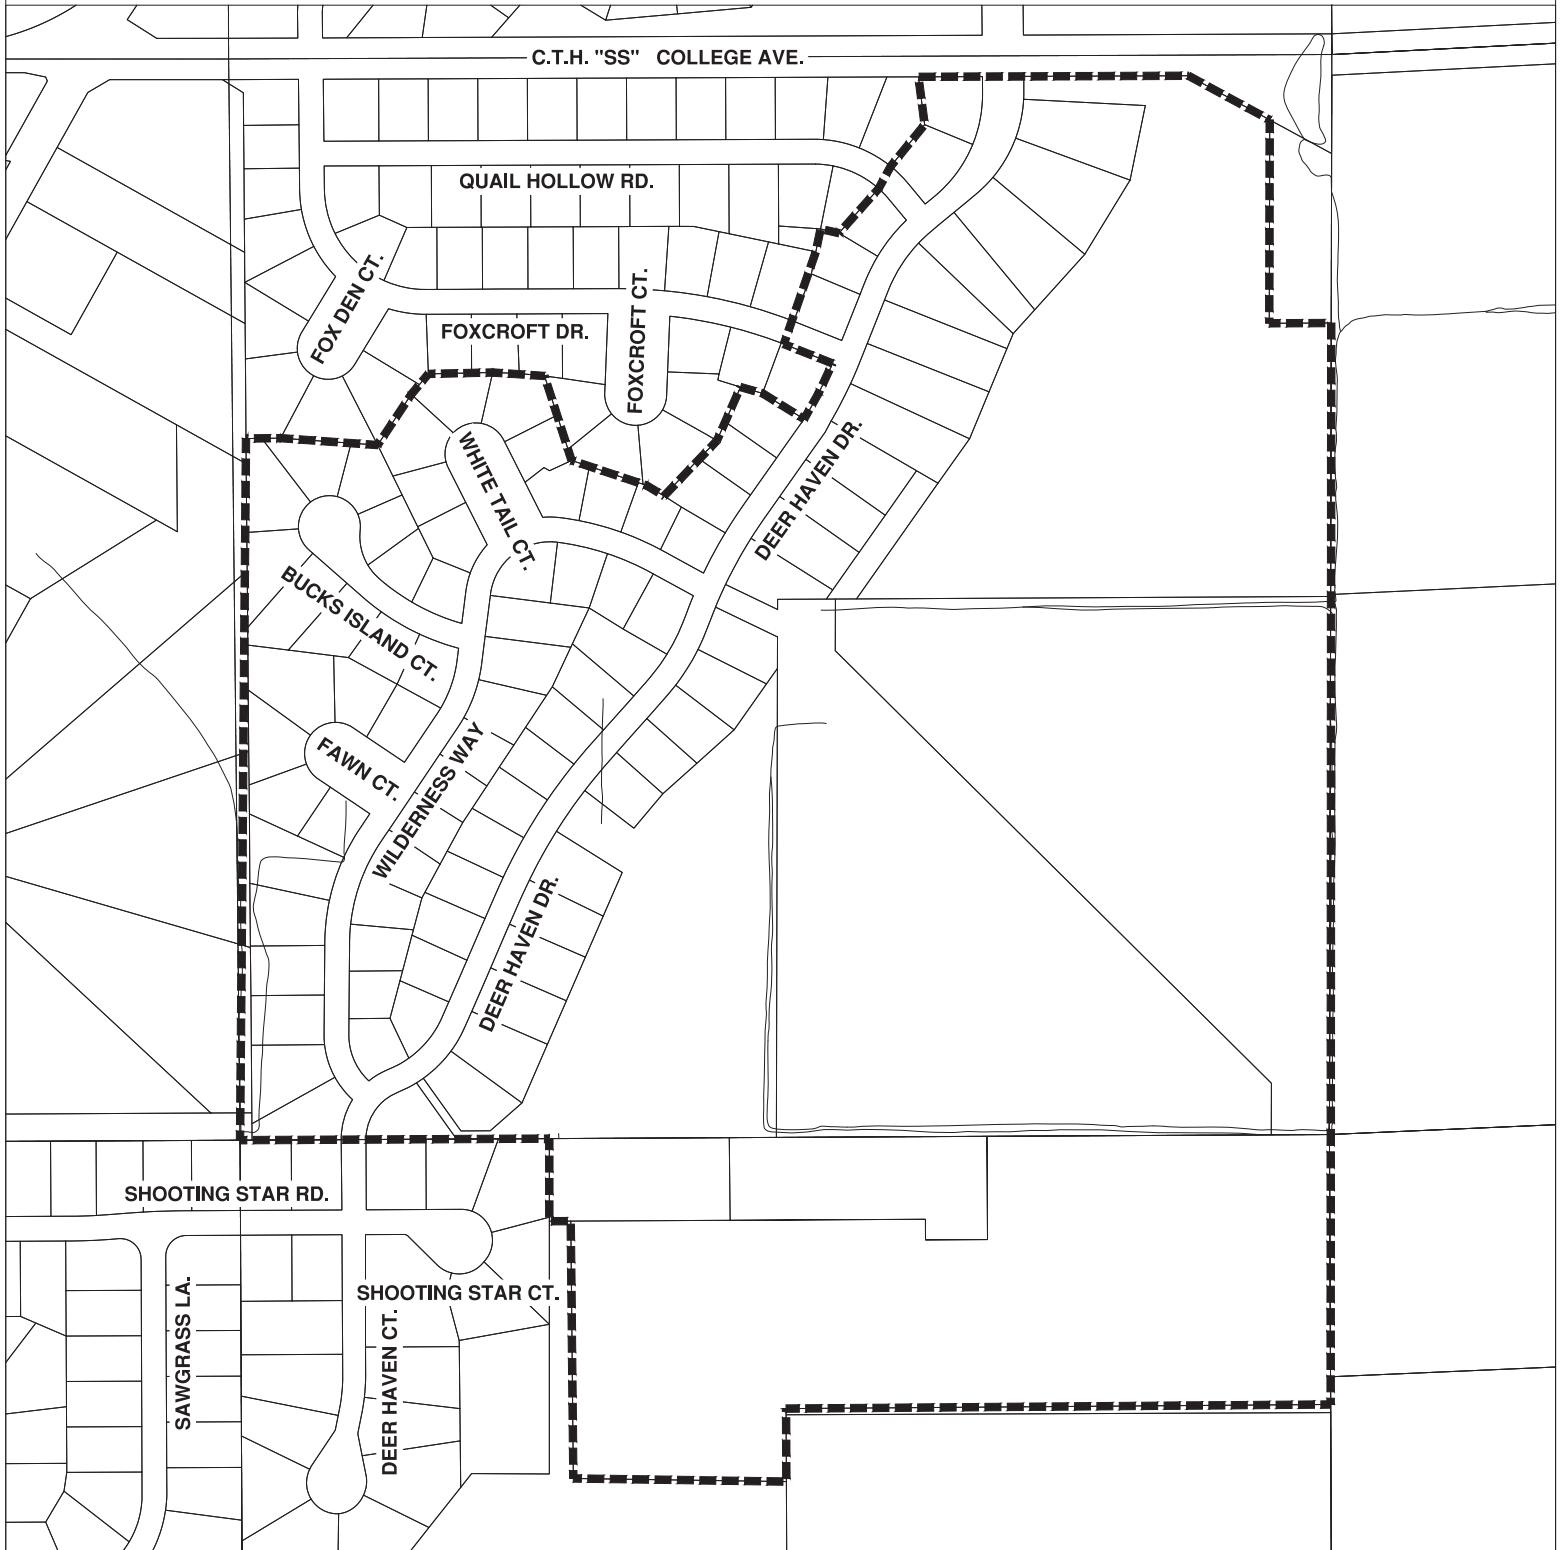 C.T.H. "SS" COLLEGE AVE.
QUAIL HOLLOW RD.
FOX DEN CT.
FOXCROFT DR.
FOXCROFT CT.
WHITE TAIL CT.
DEER HAVEN DR.
BUCKS ISLAND CT.
FAWN CT.
WILDERNESS WAY
DEER HAVEN DR.
SHOOTING STAR RD.
SHOOTING STAR CT.
SAWGRASS LA.
DEER HAVEN CT.